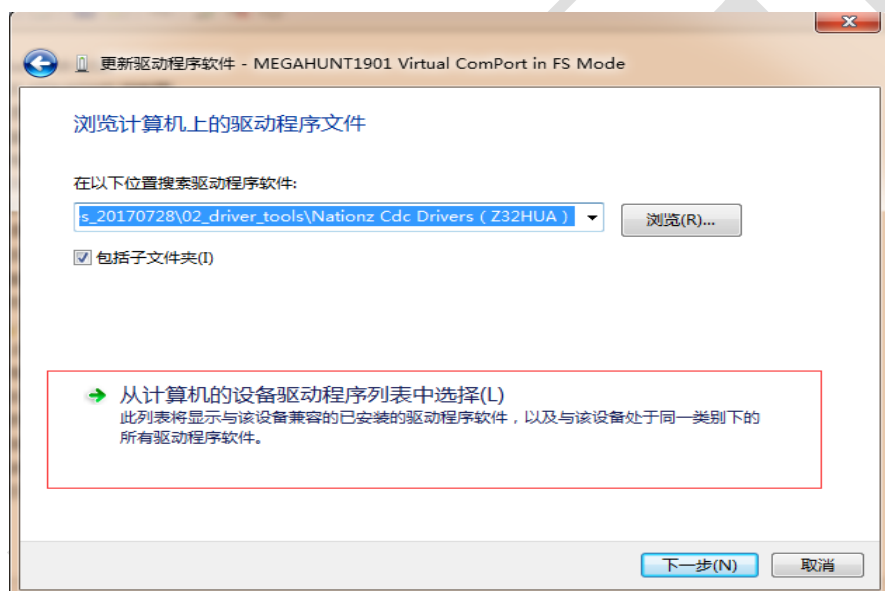 更新驱动程序软件 - MEGAHUNT1901 Virtual ComPort in FS Mode
浏览计算机上的驱动程序文件
在以下位置搜索驱动程序软件:
s_20170728\02_driver_tools\Nationz Cdc Drivers（Z32HUA）
浏览(R)...
包括子文件夹(I)
从计算机的设备驱动程序列表中选择(L)
此列表将显示与该设备兼容的已安装的驱动程序软件，以及与该设备处于同一类别下的
所有驱动程序软件。
下一步(N)
取消